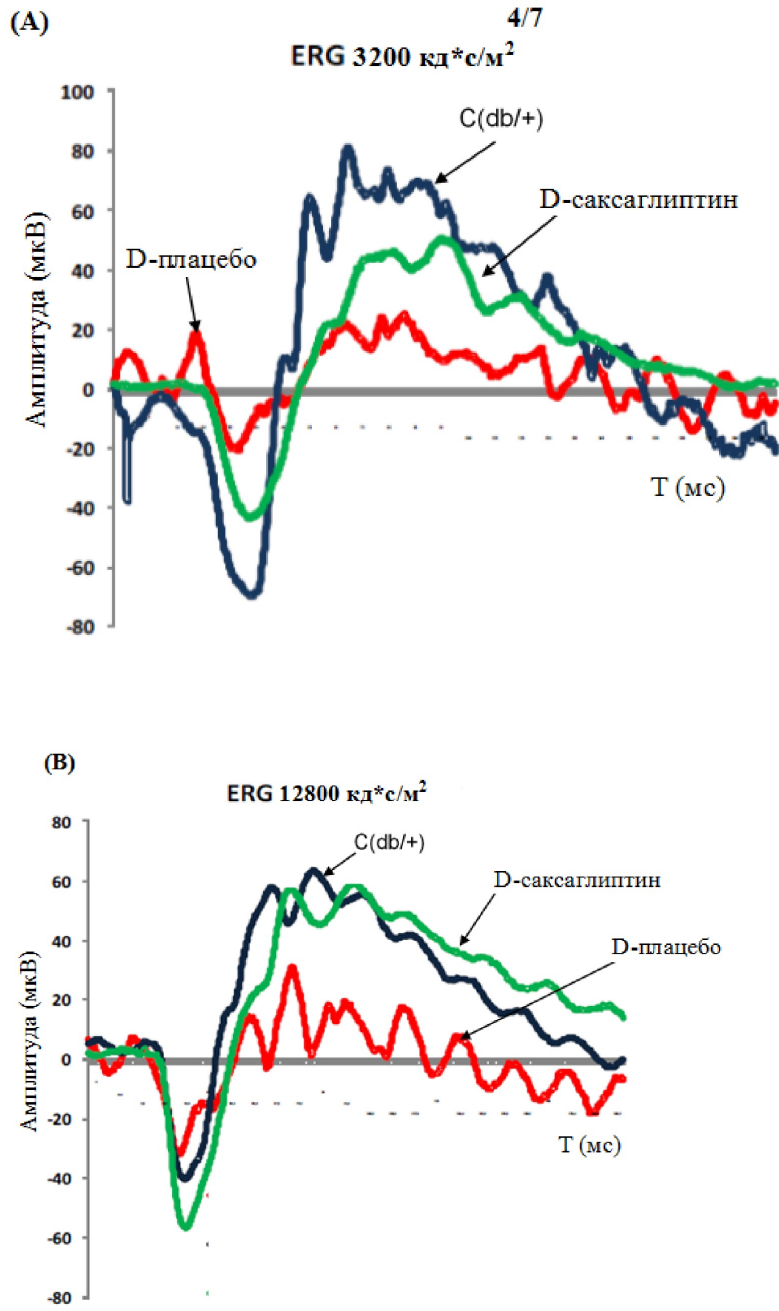 (A)
4/7
ERG 3200 кд*с/м²
100
80
60
40
20
0
-20
-40
-60
-80
Амплитуда (мкВ)
C(db/+)
D-саксаглиптин
D-плацебо
T (мс)
(B)
ERG 12800 кд*с/м²
80
60
40
20
0
-20
-40
-60
-80
Амплитуда (мкВ)
C(db/+)
D-саксаглиптин
D-плацебо
T (мс)